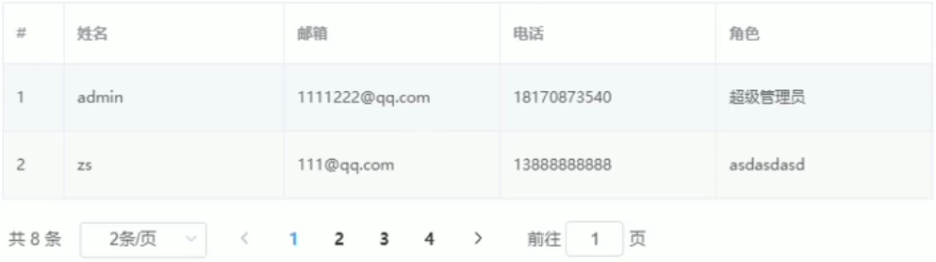 # 姓名 邮箱 电话 角色
1 admin 1111222@qq.com 18170873540 超级管理员
2 zs 111@qq.com 13888888888 asdasdasd
共 8 条 2条/页 1 2 3 4 前往 1 页